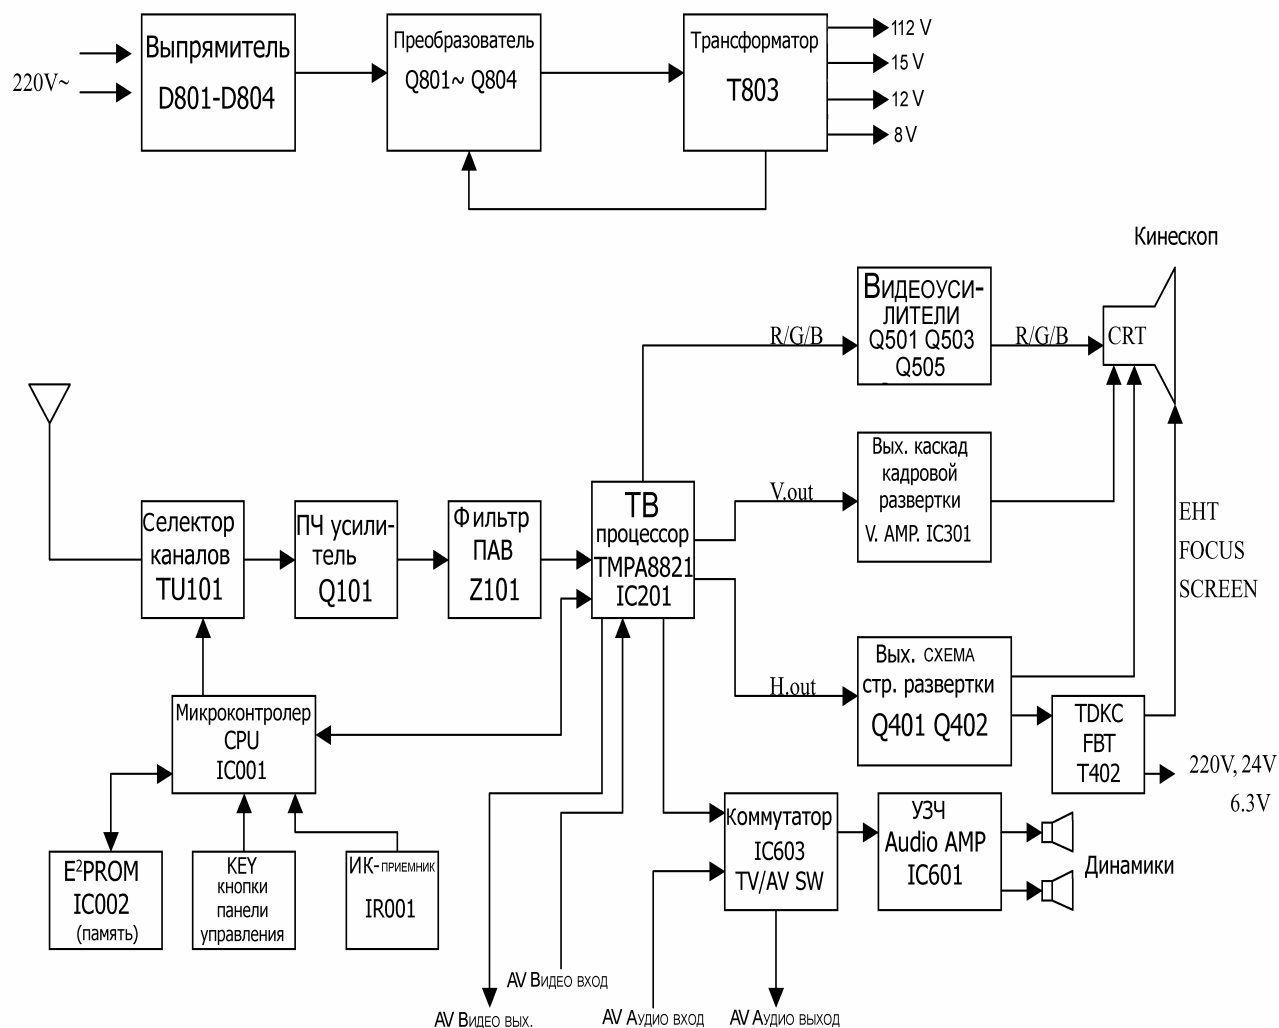 220V~
Выпрямитель
D801-D804
Преобразователь
Q801~ Q804
Трансформатор
T803
112 V
15 V
12 V
8 V
Кинескоп
R/G/B
ВИДЕОУСИ-
ЛИТЕЛИ
Q501 Q503
Q505
R/G/B
CRT
Селектор
каналов
TU101
ПЧ усили-
тель
Q101
Фильтр
ПАВ
Z101
ТВ
процессор
TMPA8821
IC201
V.out
Вых. каскад
кадровой
развертки
V. AMP. IC301
EHT
FOCUS
SCREEN
H.out
Вых. СХЕМА
стр. развертки
Q401 Q402
TDKC
FBT
T402
220V, 24V
6.3V
Микроконтролер
CPU
IC001
E²PROM
IC002
(память)
KEY
кнопки
панели
управления
ИК-ПРИЕМНИК
IR001
Коммутатор
IC603
TV/AV SW
УЗЧ
Audio AMP
IC601
Динамики
AV ВИДЕО ВХОД
AV ВИДЕО ВЫХ.
AV АУДИО ВХОД
AV АУДИО ВЫХОД